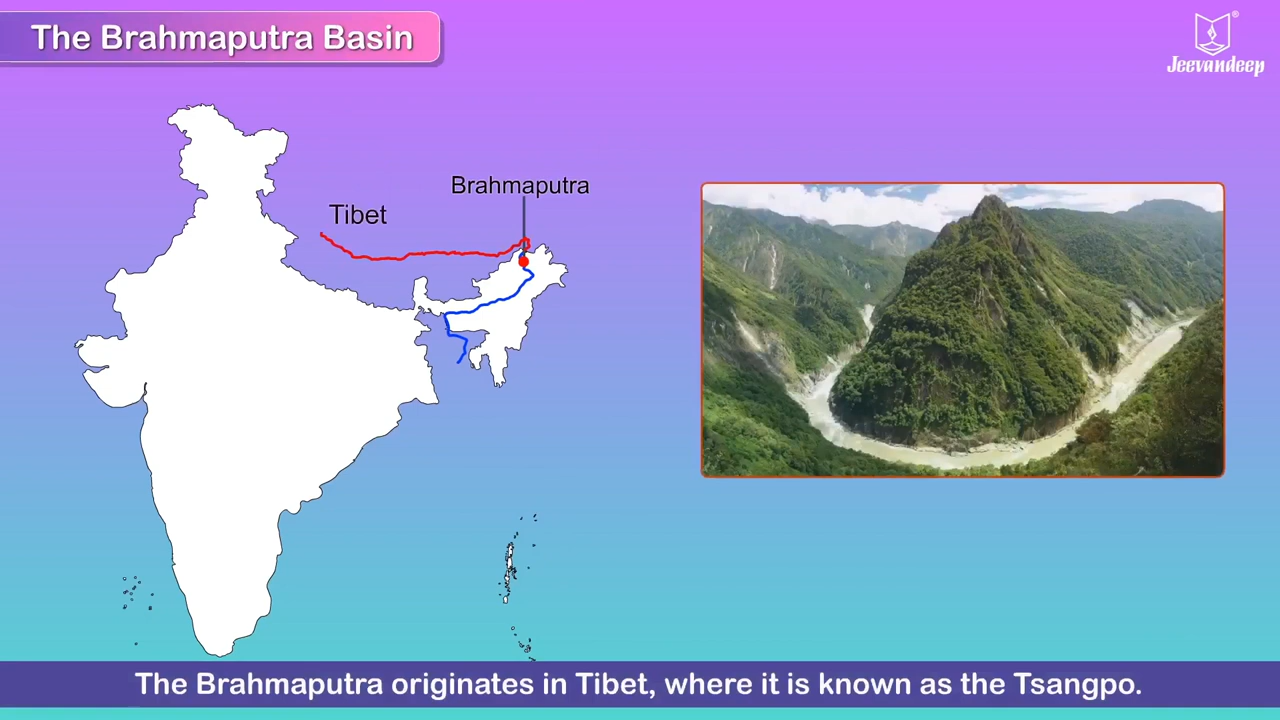 The Brahmaputra Basin
Jeevandeep
®
Brahmaputra
Tibet
The Brahmaputra originates in Tibet, where it is known as the Tsangpo.